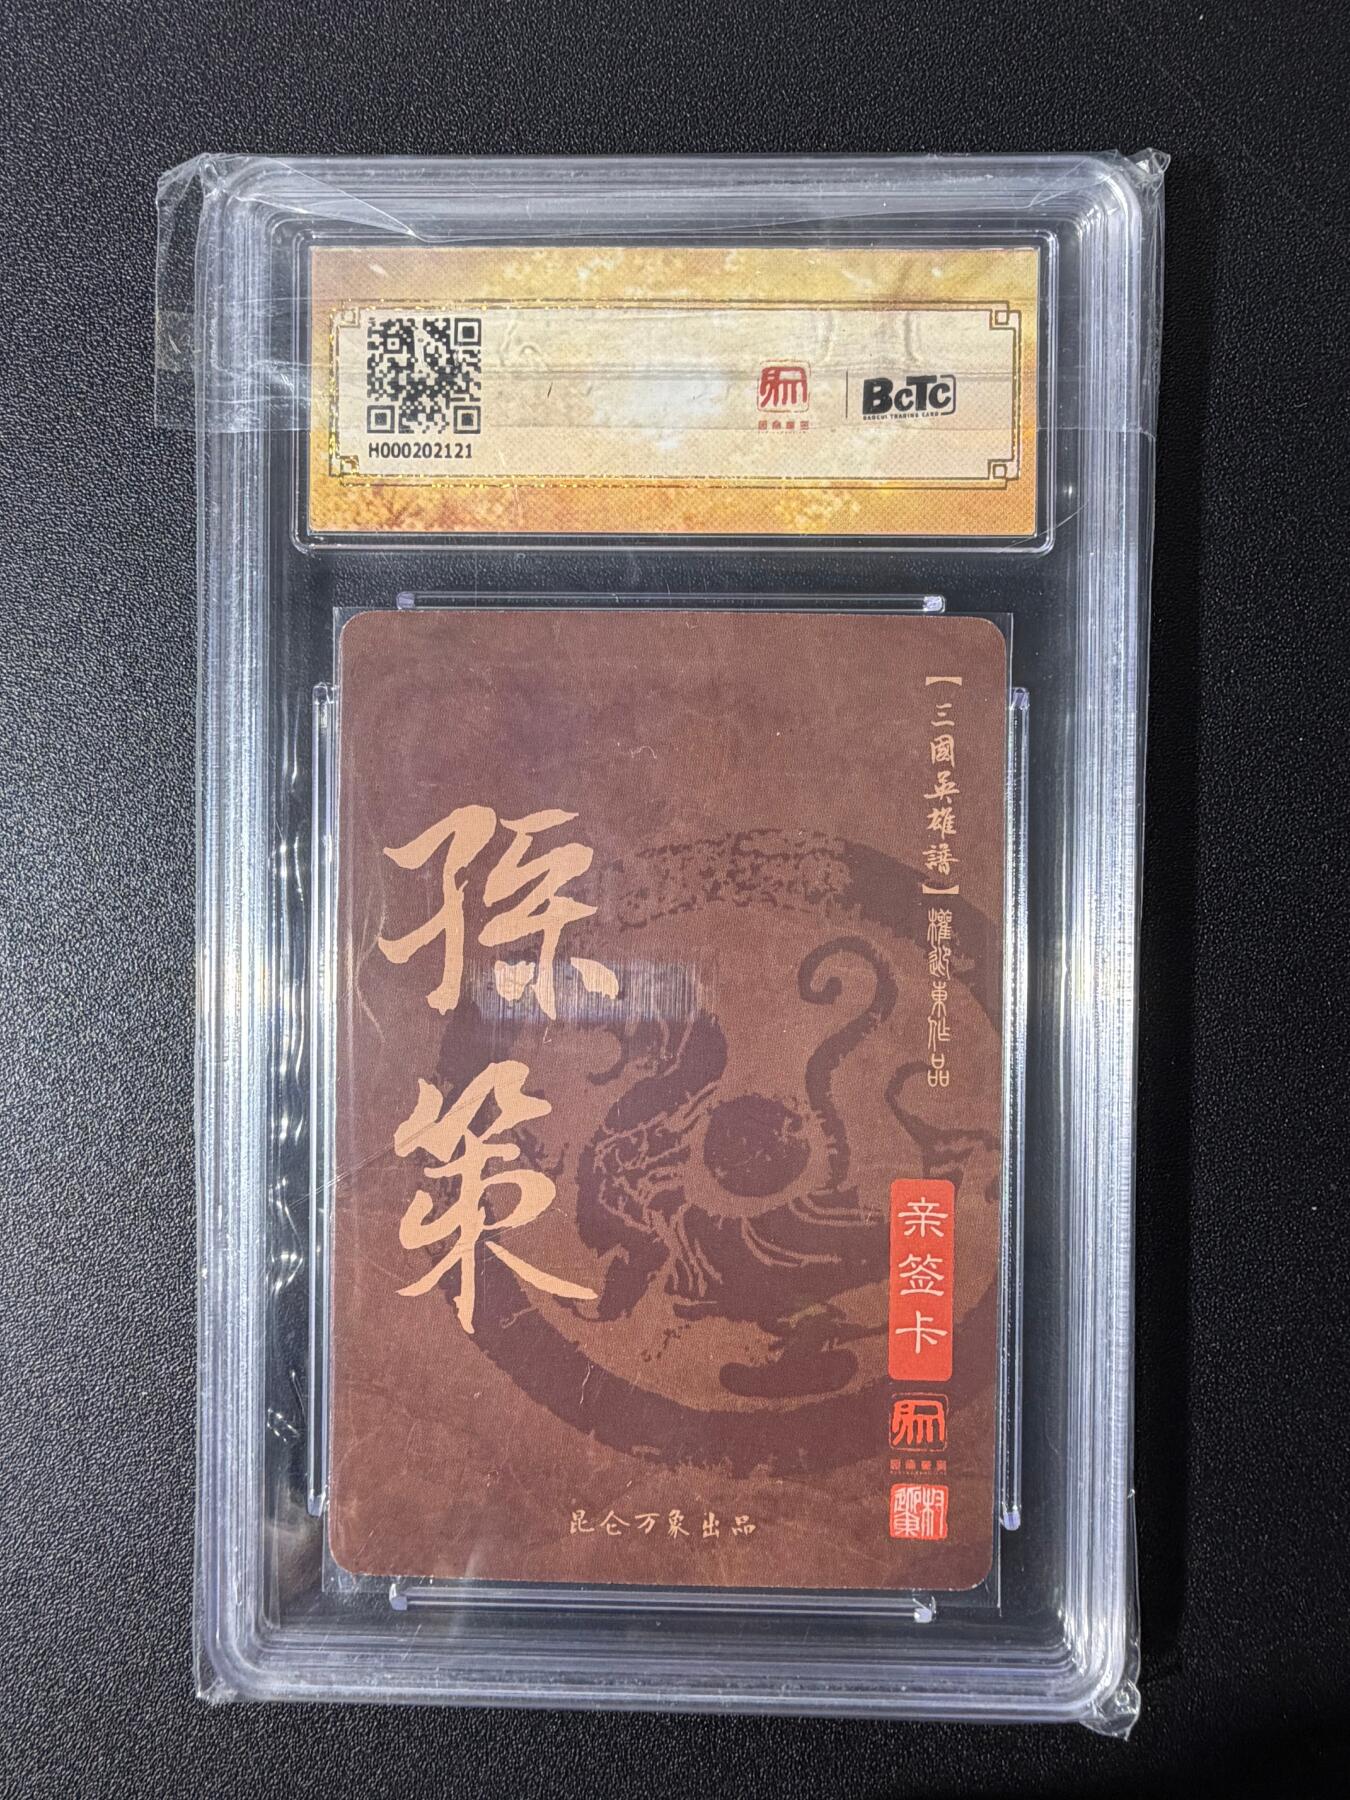 H000202121
BCTC
BAOCUI TRADING CARD
【三國英雄譜】權迎東作品
孫策
亲签卡
昆仑万象出品